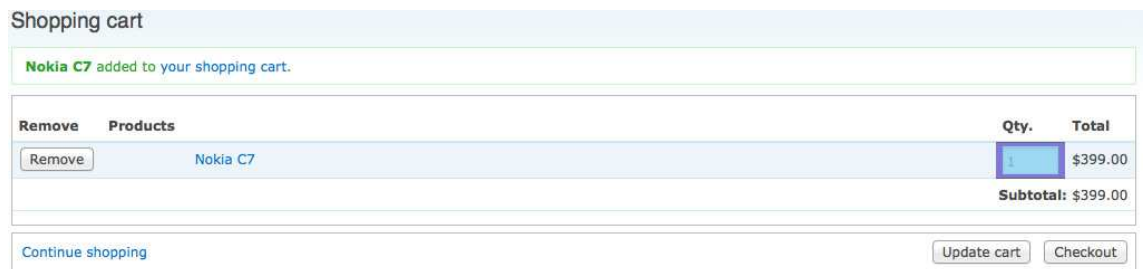 Shopping cart
Nokia C7 added to your shopping cart.
Remove Products Qty. Total
Remove Nokia C7 1 $399.00
Subtotal: $399.00
Continue shopping Update cart Checkout